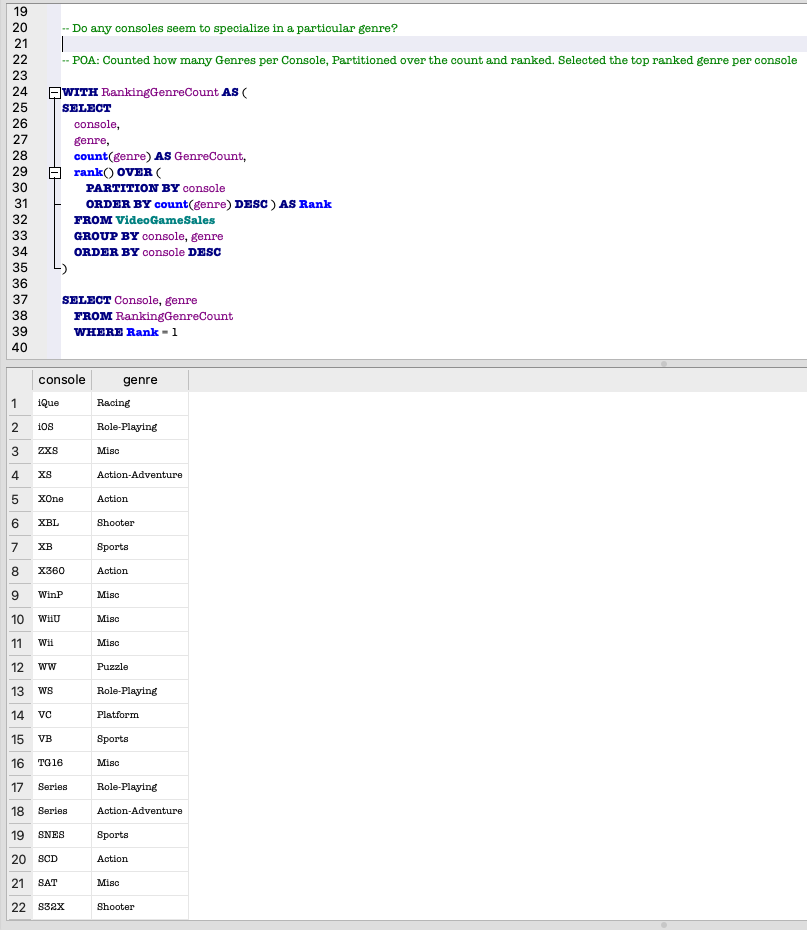 19
20 -- Do any consoles seem to specialize in a particular genre?
21
22 -- POA: Counted how many Genres per Console, Partitioned over the count and ranked. Selected the top ranked genre per console
23
24 WITH RankingGenreCount AS (
25 SELECT
26 console,
27 genre,
28 count(genre) AS GenreCount,
29 rank() OVER (
30 PARTITION BY console
31 ORDER BY count(genre) DESC ) AS Rank
32 FROM VideoGameSales
33 GROUP BY console, genre
34 ORDER BY console DESC
35 )
36
37 SELECT Console, genre
38 FROM RankingGenreCount
39 WHERE Rank = 1
40
console genre
1 iQue Racing
2 iOS Role-Playing
3 ZXS Misc
4 XS Action-Adventure
5 XOne Action
6 XBL Shooter
7 XB Sports
8 X360 Action
9 WinP Misc
10 WiiU Misc
11 Wii Misc
12 WW Puzzle
13 WS Role-Playing
14 VC Platform
15 VB Sports
16 TG16 Misc
17 Series Role-Playing
18 Series Action-Adventure
19 SNES Sports
20 SCD Action
21 SAT Misc
22 S32X Shooter